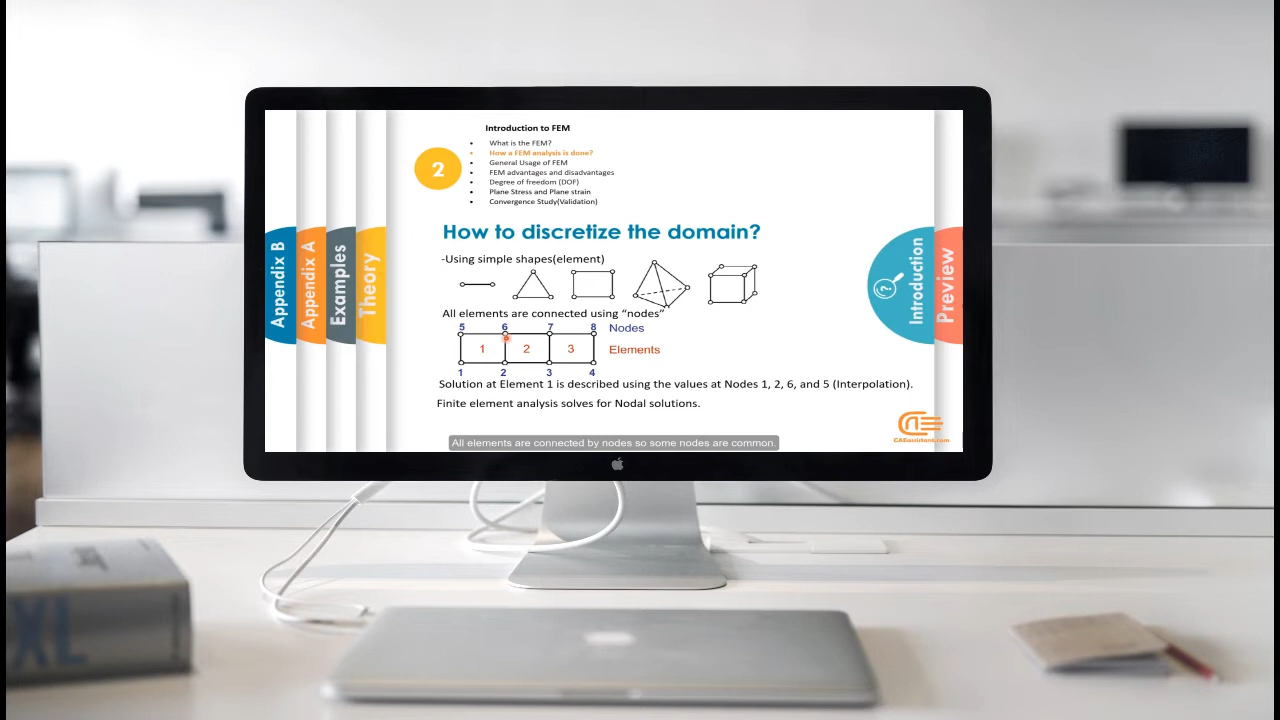 Introduction to FEM
• What is the FEM?
• How a FEM analysis is done?
• General Usage of FEM
• FEM advantages and disadvantages
• Degree of freedom (DOF)
• Plane Stress and Plane strain
• Convergence Study(Validation)
2
How to discretize the domain?
-Using simple shapes(element)
All elements are connected using “nodes”
5 6 7 8 Nodes
1 2 3 Elements
1 2 3 4
Solution at Element 1 is described using the values at Nodes 1, 2, 6, and 5 (Interpolation).
Finite element analysis solves for Nodal solutions.
All elements are connected by nodes so some nodes are common.
Appendix B
Appendix A
Examples
Theory
?
Introduction
Preview
CAEassistant.com
XL